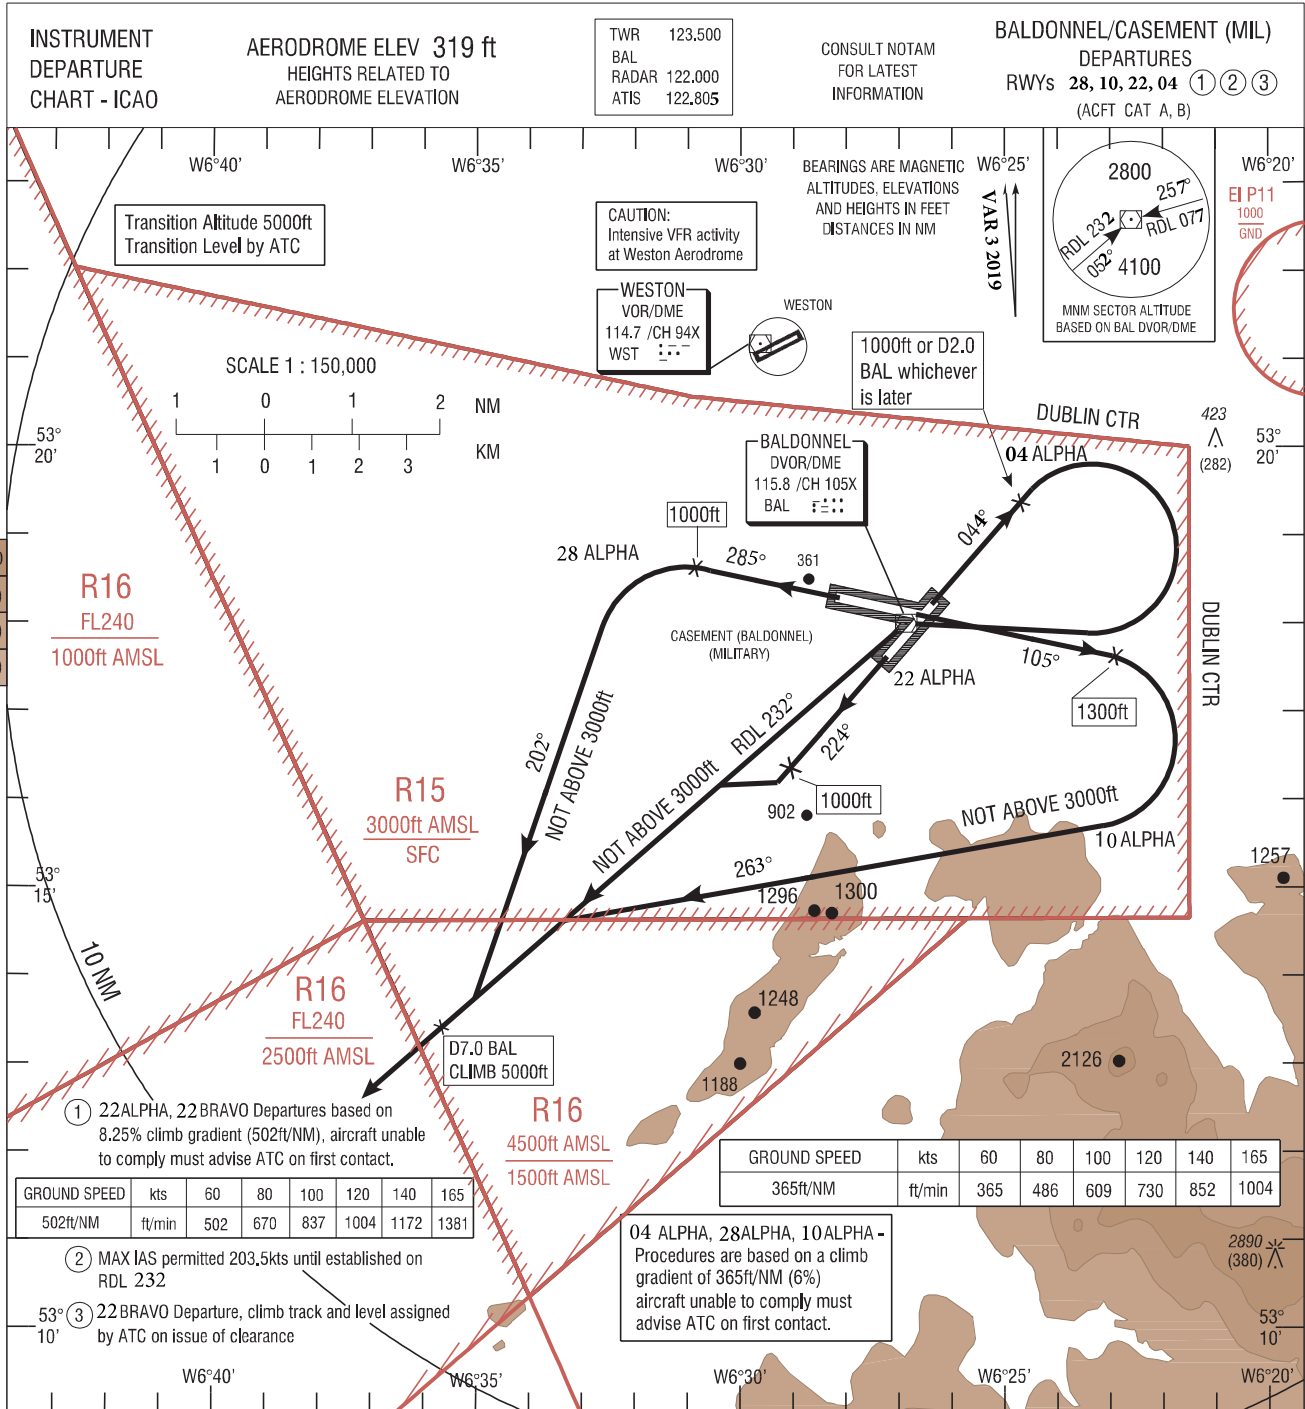 INSTRUMENT
DEPARTURE
CHART - ICAO
AERODROME ELEV 319 ft
HEIGHTS RELATED TO
AERODROME ELEVATION
TWR 123.500
BAL
RADAR 122.000
ATIS 122.805
CONSULT NOTAM
FOR LATEST
INFORMATION
BALDONNEL/CASEMENT (MIL)
DEPARTURES
RWYs 28, 10, 22, 04 1 2 3
(ACFT CAT A, B)
W6°40'
W6°35'
W6°30'
W6°25'
W6°20'
BEARINGS ARE MAGNETIC
ALTITUDES, ELEVATIONS
AND HEIGHTS IN FEET
DISTANCES IN NM
VAR 3 2019
2800
257°
RDL 077
RDL 232
052°
4100
MNM SECTOR ALTITUDE
BASED ON BAL DVOR/DME
EI P11
1000
GND
Transition Altitude 5000ft
Transition Level by ATC
CAUTION:
Intensive VFR activity
at Weston Aerodrome
WESTON
VOR/DME
114.7 /CH 94X
WST
WESTON
1000ft or D2.0
BAL whichever
is later
SCALE 1 : 150,000
1 0 1 2 NM
1 0 1 2 3 KM
53°
20'
DUBLIN CTR
423
(282)
53°
20'
04 ALPHA
BALDONNEL
DVOR/DME
115.8 /CH 105X
BAL
1000ft
044°
28 ALPHA
285°
361
R16
FL240
1000ft AMSL
CASEMENT (BALDONNEL)
(MILITARY)
DUBLIN CTR
105°
22 ALPHA
1300ft
202°
NOT ABOVE 3000ft
RDL 232°
NOT ABOVE 3000ft
224°
1000ft
902
R15
3000ft AMSL
SFC
NOT ABOVE 3000ft
10 ALPHA
263°
1257
53°
15'
1296
1300
10 NM
R16
FL240
2500ft AMSL
1248
D7.0 BAL
CLIMB 5000ft
1188
2126
1 22ALPHA, 22 BRAVO Departures based on
8.25% climb gradient (502ft/NM), aircraft unable
to comply must advise ATC on first contact.
R16
4500ft AMSL
1500ft AMSL
GROUND SPEED kts 60 80 100 120 140 165
365ft/NM ft/min 365 486 609 730 852 1004
GROUND SPEED kts 60 80 100 120 140 165
502ft/NM ft/min 502 670 837 1004 1172 1381
04 ALPHA, 28ALPHA, 10 ALPHA -
Procedures are based on a climb
gradient of 365ft/NM (6%)
aircraft unable to comply must
advise ATC on first contact.
2890
(380)
2 MAX IAS permitted 203.5kts until established on
RDL 232
3 22 BRAVO Departure, climb track and level assigned
by ATC on issue of clearance
53°
10'
53°
10'
W6°40'
W6°35'
W6°30'
W6°25'
W6°20'